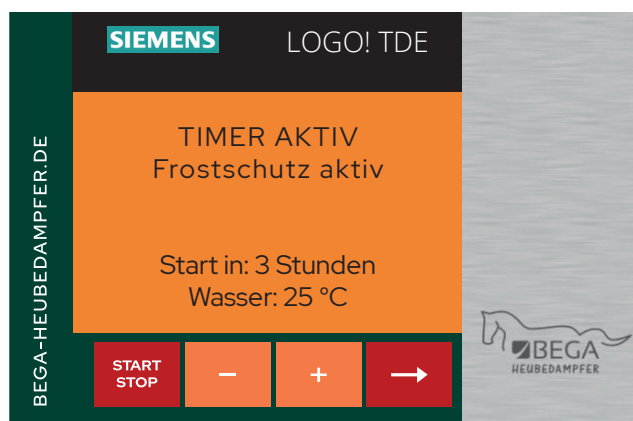 SIEMENS LOGO! TDE
BEGA-HEUBEDAMPFER.DE
TIMER AKTIV
Frostschutz aktiv
Start in: 3 Stunden
Wasser: 25 °C
START
STOP
–
+
→
BEGA
HEUBEDAMPFER